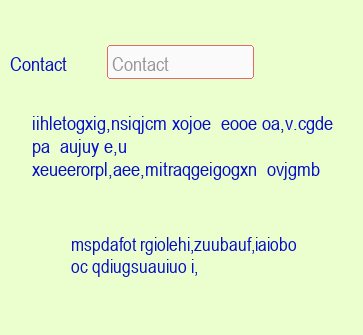 Contact Contact
iihletogxig,nsiqjcm xojoe eooe oa,v.cgde
pa aujuy e,u
xeueerorpl,aee,mitraqgeigogxn ovjgmb
mspdafot rgiolehi,zuubauf,iaiobo
oc qdiugsuauiuo i,